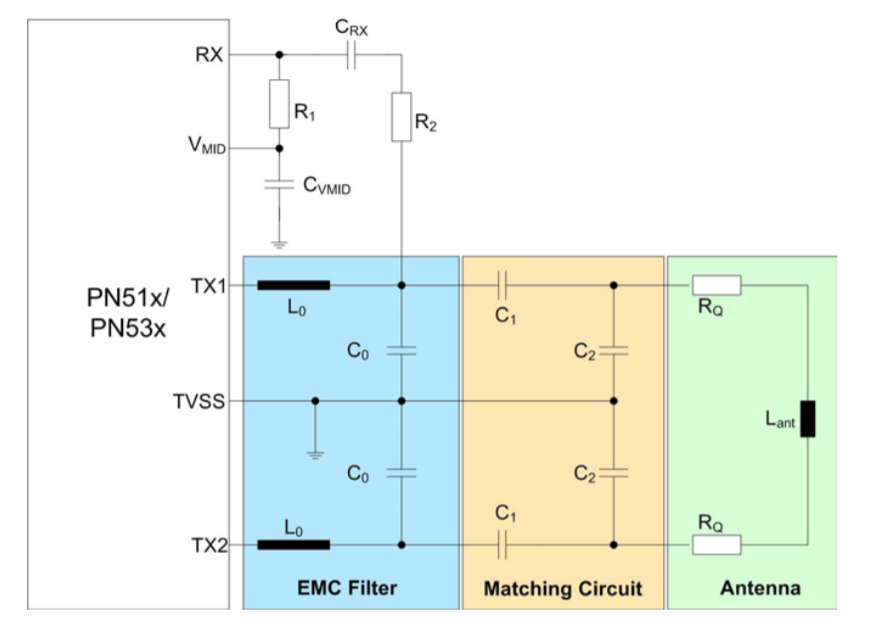 CRX
RX
R1
R2
VMID
CVMID
PN51x/
PN53x
TX1
L0
C1
RQ
C0
C2
TVSS
Lant
C0
C2
L0
C1
RQ
TX2
EMC Filter
Matching Circuit
Antenna